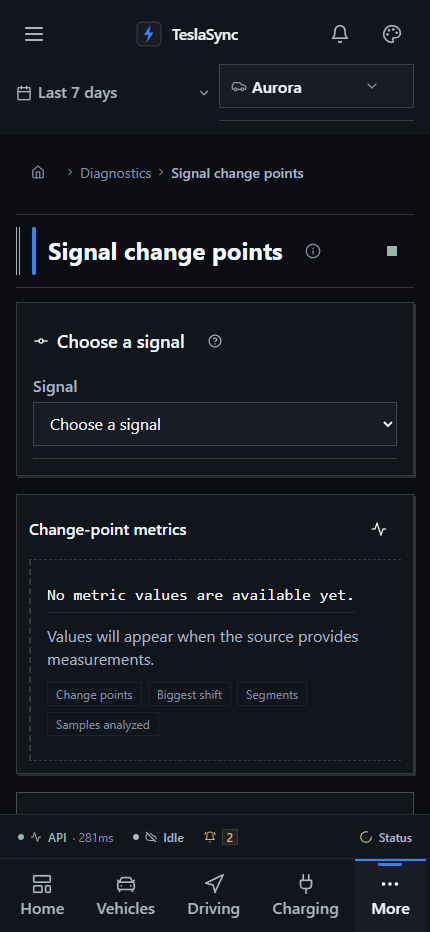 TeslaSync
Last 7 days
Aurora
Diagnostics
Signal change points
Signal change points
Choose a signal
Signal
Choose a signal
Change-point metrics
No metric values are available yet.
Values will appear when the source provides
measurements.
Change points
Biggest shift
Segments
Samples analyzed
API · 281ms
Idle
2
Status
Home
Vehicles
Driving
Charging
More